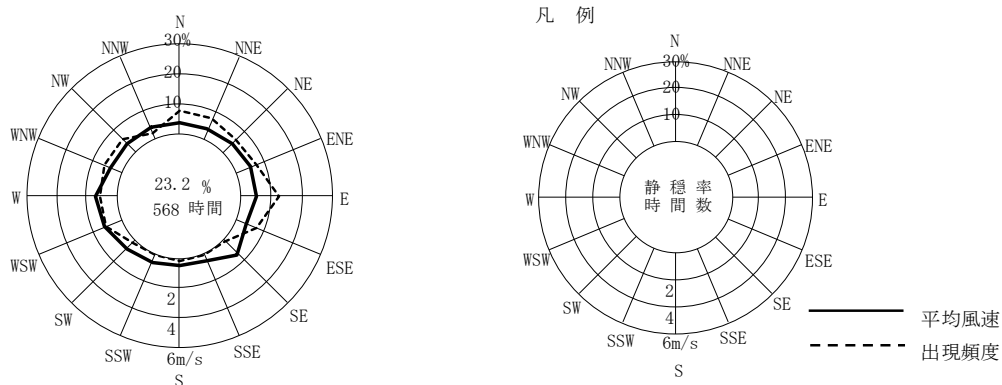 凡 例
N
30%
20
10
NNW
NNE
NW
NE
WNW
ENE
W
E
23.2 %
568 時間
WSW
ESE
SW
SE
SSW
SSE
2
4
6m/s
S
N
30%
20
10
NNW
NNE
NW
NE
WNW
ENE
W
E
静 穏 率
時 間 数
WSW
ESE
SW
SE
SSW
SSE
2
4
6m/s
S
平均風速
出現頻度